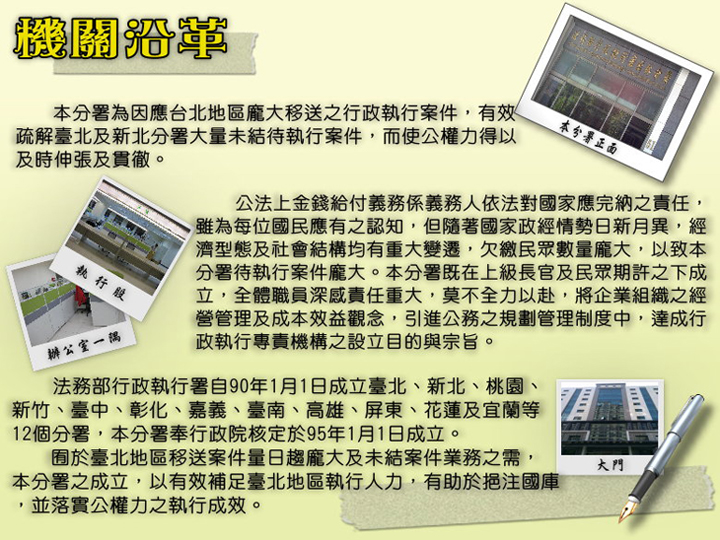 機關沿革
本分署為因應台北地區龐大移送之行政執行案件，有效
疏解臺北及新北分署大量未結待執行案件，而使公權力得以
及時伸張及貫徹。
本分署正面
公法上金錢給付義務係義務人依法對國家應完納之責任，
雖為每位國民應有之認知，但隨著國家政經情勢日新月異，經
濟型態及社會結構均有重大變遷，欠繳民眾數量龐大，以致本
分署待執行案件龐大。本分署既在上級長官及民眾期許之下成
立，全體職員深感責任重大，莫不全力以赴，將企業組織之經
營管理及成本效益觀念，引進公務之規劃管理制度中，達成行
政執行專責機構之設立目的與宗旨。
執行股
辦公室一隅
法務部行政執行署自90年1月1日成立臺北、新北、桃園、
新竹、臺中、彰化、嘉義、臺南、高雄、屏東、花蓮及宜蘭等
12個分署，本分署奉行政院核定於95年1月1日成立。
囿於臺北地區移送案件量日趨龐大及未結案件業務之需，
本分署之成立，以有效補足臺北地區執行人力，有助於挹注國庫
，並落實公權力之執行成效。
大門